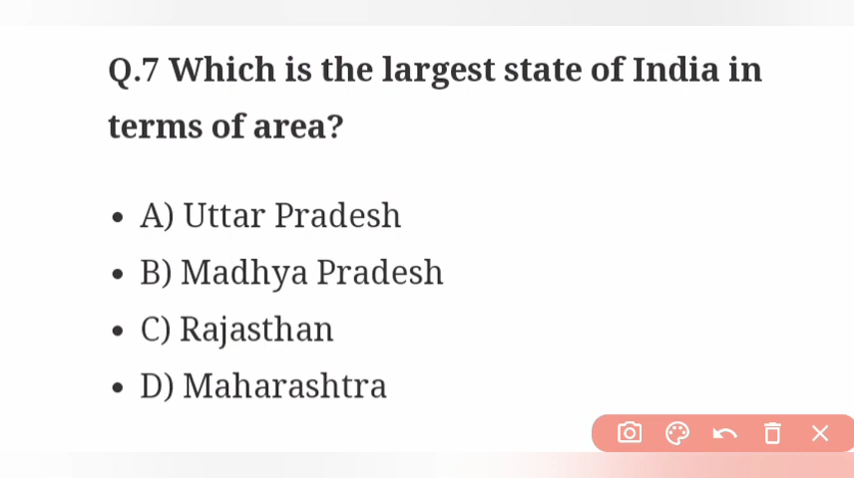 Q.7 Which is the largest state of India in
terms of area?
• A) Uttar Pradesh
• B) Madhya Pradesh
• C) Rajasthan
• D) Maharashtra